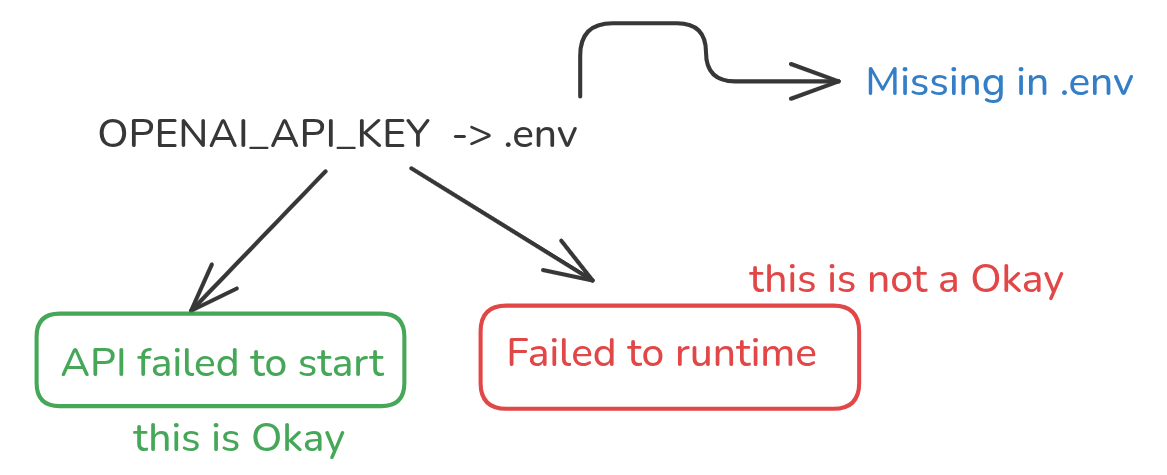 Missing in .env
OPENAI_API_KEY -> .env
this is not a Okay
API failed to start
Failed to runtime
this is Okay